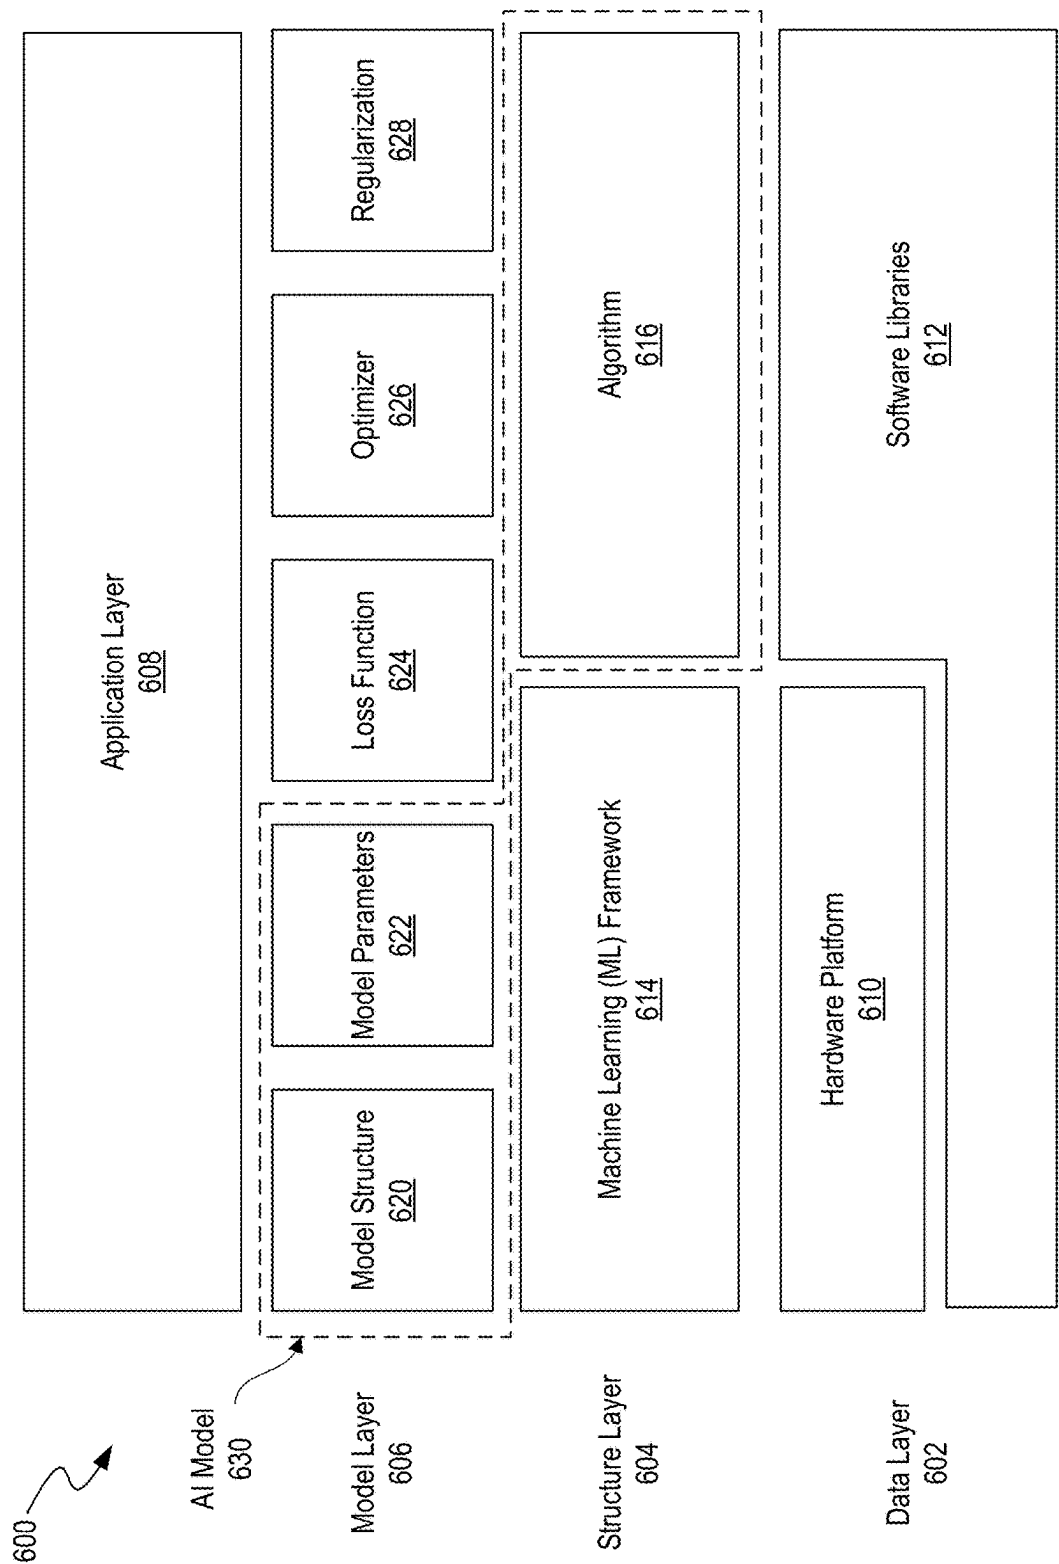 600
Application Layer
608
AI Model
630
Model Layer
606
Model Structure
620
Model Parameters
622
Loss Function
624
Optimizer
626
Regularization
628
Structure Layer
604
Machine Learning (ML) Framework
614
Algorithm
616
Data Layer
602
Hardware Platform
610
Software Libraries
612